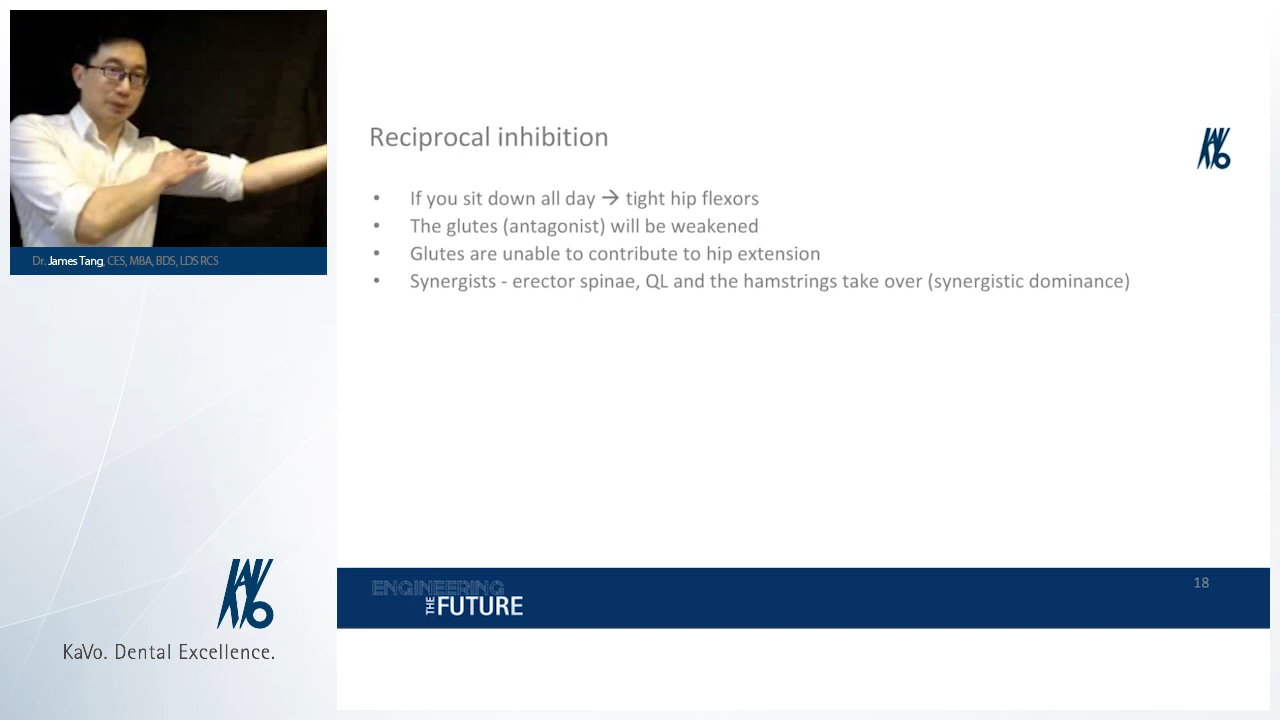 Dr. James Tang, CES, MBA, BDS, LDS RCS
KaVo. Dental Excellence.
Reciprocal inhibition
KAVO
• If you sit down all day → tight hip flexors
• The glutes (antagonist) will be weakened
• Glutes are unable to contribute to hip extension
• Synergists - erector spinae, QL and the hamstrings take over (synergistic dominance)
ENGINEERING
THE FUTURE
18
KAVO